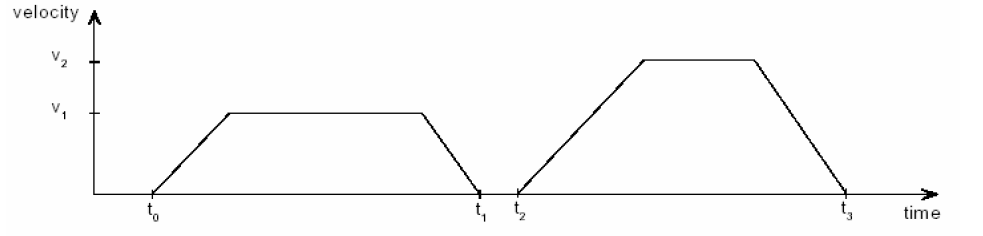 velocity
v₂
v₁
t₀ t₁ t₂ t₃ time